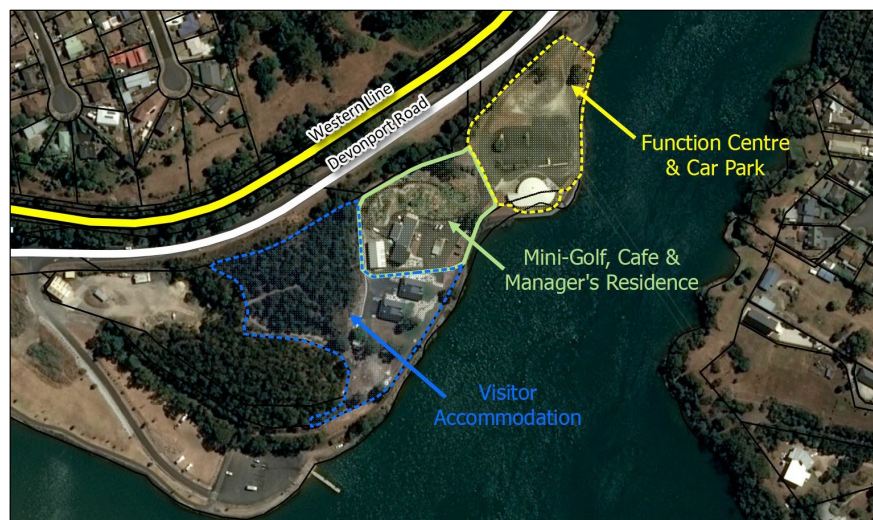 Western Line
Devonport Road
Function Centre
& Car Park
Mini-Golf, Cafe &
Manager's Residence
Visitor
Accommodation